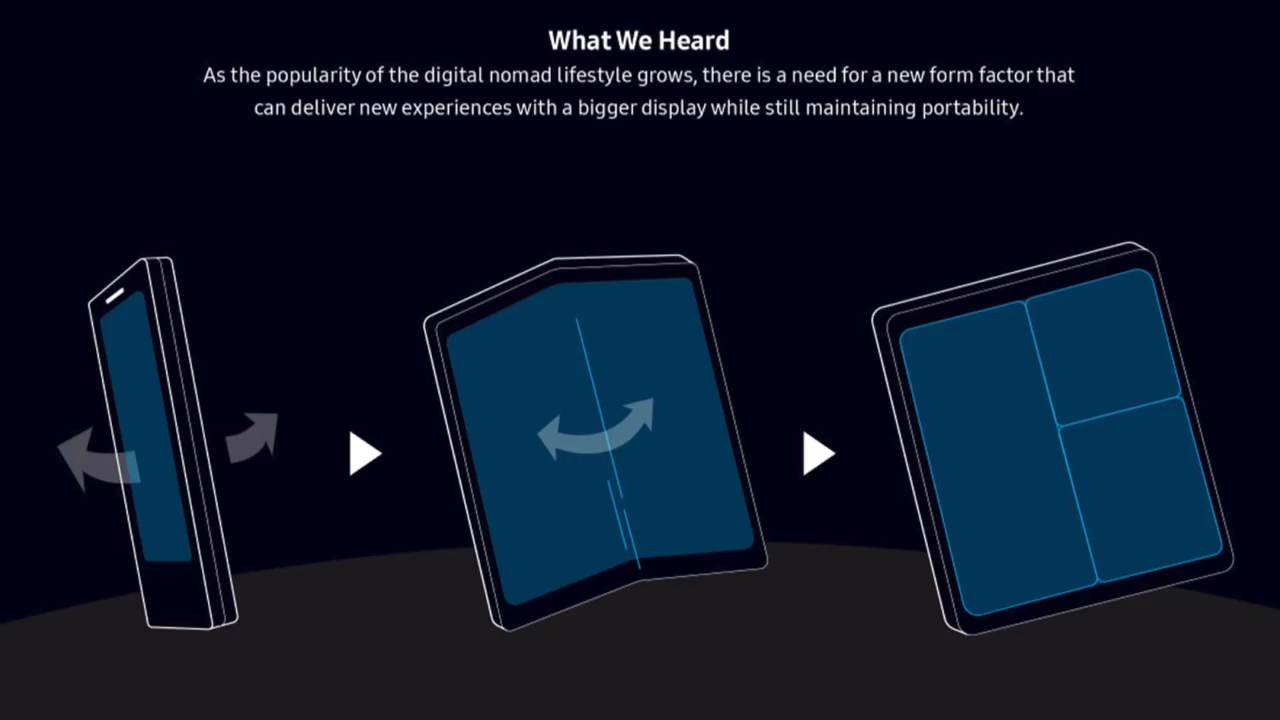 What We Heard
As the popularity of the digital nomad lifestyle grows, there is a need for a new form factor that
can deliver new experiences with a bigger display while still maintaining portability.